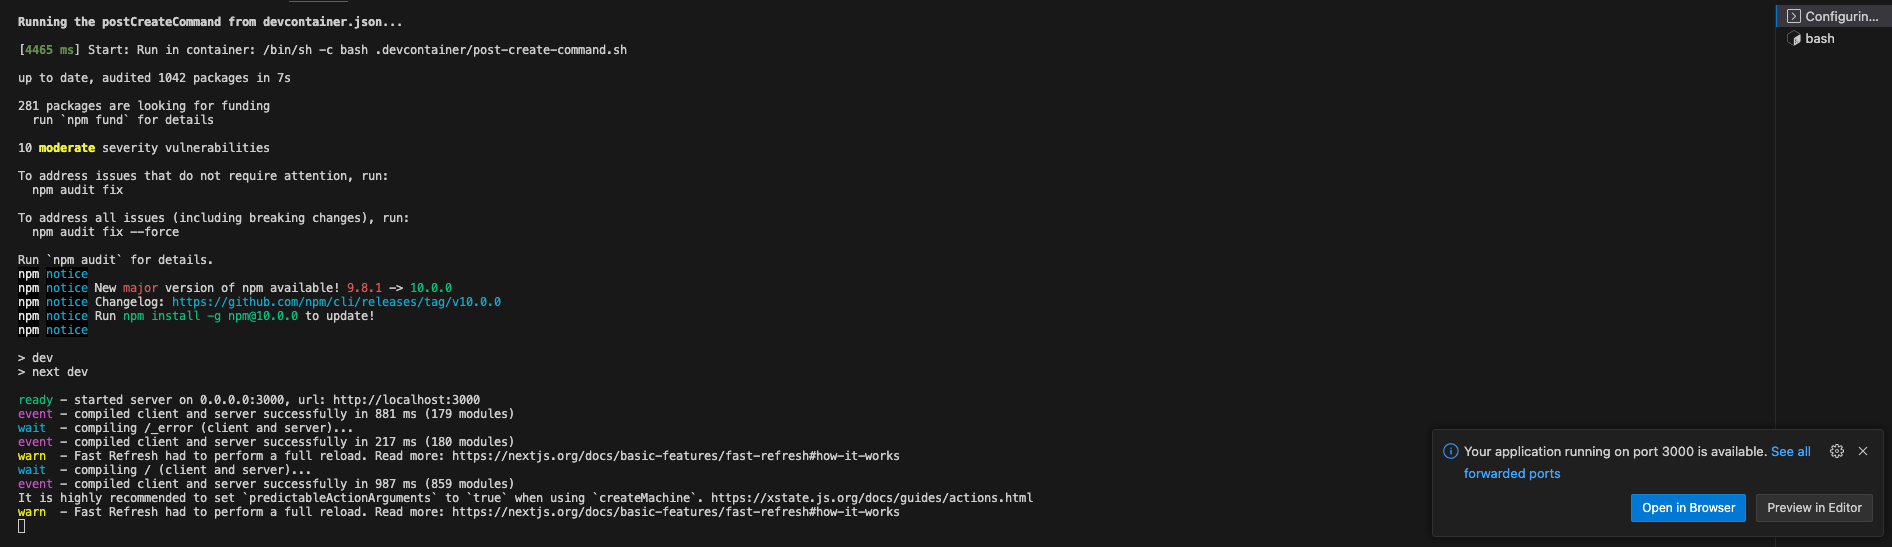 Running the postCreateCommand from devcontainer.json...
[4465 ms] Start: Run in container: /bin/sh -c bash .devcontainer/post-create-command.sh
up to date, audited 1042 packages in 7s
281 packages are looking for funding
run `npm fund` for details
10 moderate severity vulnerabilities
To address issues that do not require attention, run:
npm audit fix
To address all issues (including breaking changes), run:
npm audit fix --force
Run `npm audit` for details.
npm notice
npm notice New major version of npm available! 9.8.1 -> 10.0.0
npm notice Changelog: https://github.com/npm/cli/releases/tag/v10.0.0
npm notice Run npm install -g npm@10.0.0 to update!
npm notice
> dev
> next dev
ready - started server on 0.0.0.0:3000, url: http://localhost:3000
event - compiled client and server successfully in 881 ms (179 modules)
wait - compiling /_error (client and server)...
event - compiled client and server successfully in 217 ms (180 modules)
warn - Fast Refresh had to perform a full reload. Read more: https://nextjs.org/docs/basic-features/fast-refresh#how-it-works
wait - compiling / (client and server)...
event - compiled client and server successfully in 987 ms (859 modules)
It is highly recommended to set `predictableActionArguments` to `true` when using `createMachine`. https://xstate.js.org/docs/guides/actions.html
warn - Fast Refresh had to perform a full reload. Read more: https://nextjs.org/docs/basic-features/fast-refresh#how-it-works
Configurin...
bash
Your application running on port 3000 is available. See all
forwarded ports
Open in Browser
Preview in Editor